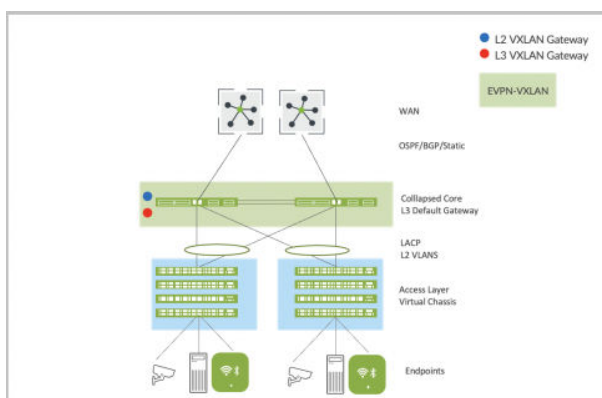 L2 VXLAN Gateway
L3 VXLAN Gateway
EVPN-VXLAN
WAN
OSPF/BGP/Static
Colllapsed Core
L3 Default Gateway
LACP
L2 VLANS
Access Layer
Virtual Chassis
Endpoints